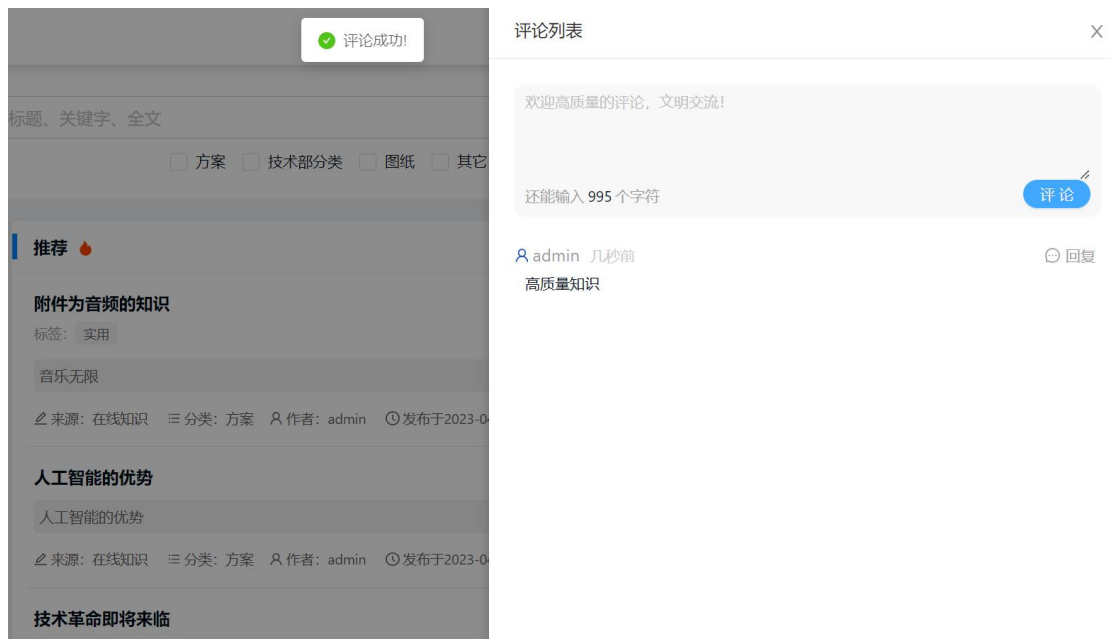 评论成功!
标题、关键字、全文
方案 技术部分类 图纸 其它
推荐
附件为音频的知识
标签： 实用
音乐无限
来源：在线知识 分类：方案 作者：admin 发布于2023-0
人工智能的优势
人工智能的优势
来源：在线知识 分类：方案 作者：admin 发布于2023-0
技术革命即将来临
评论列表
欢迎高质量的评论，文明交流！
还能输入 995 个字符
评 论
admin 几秒前 回复
高质量知识